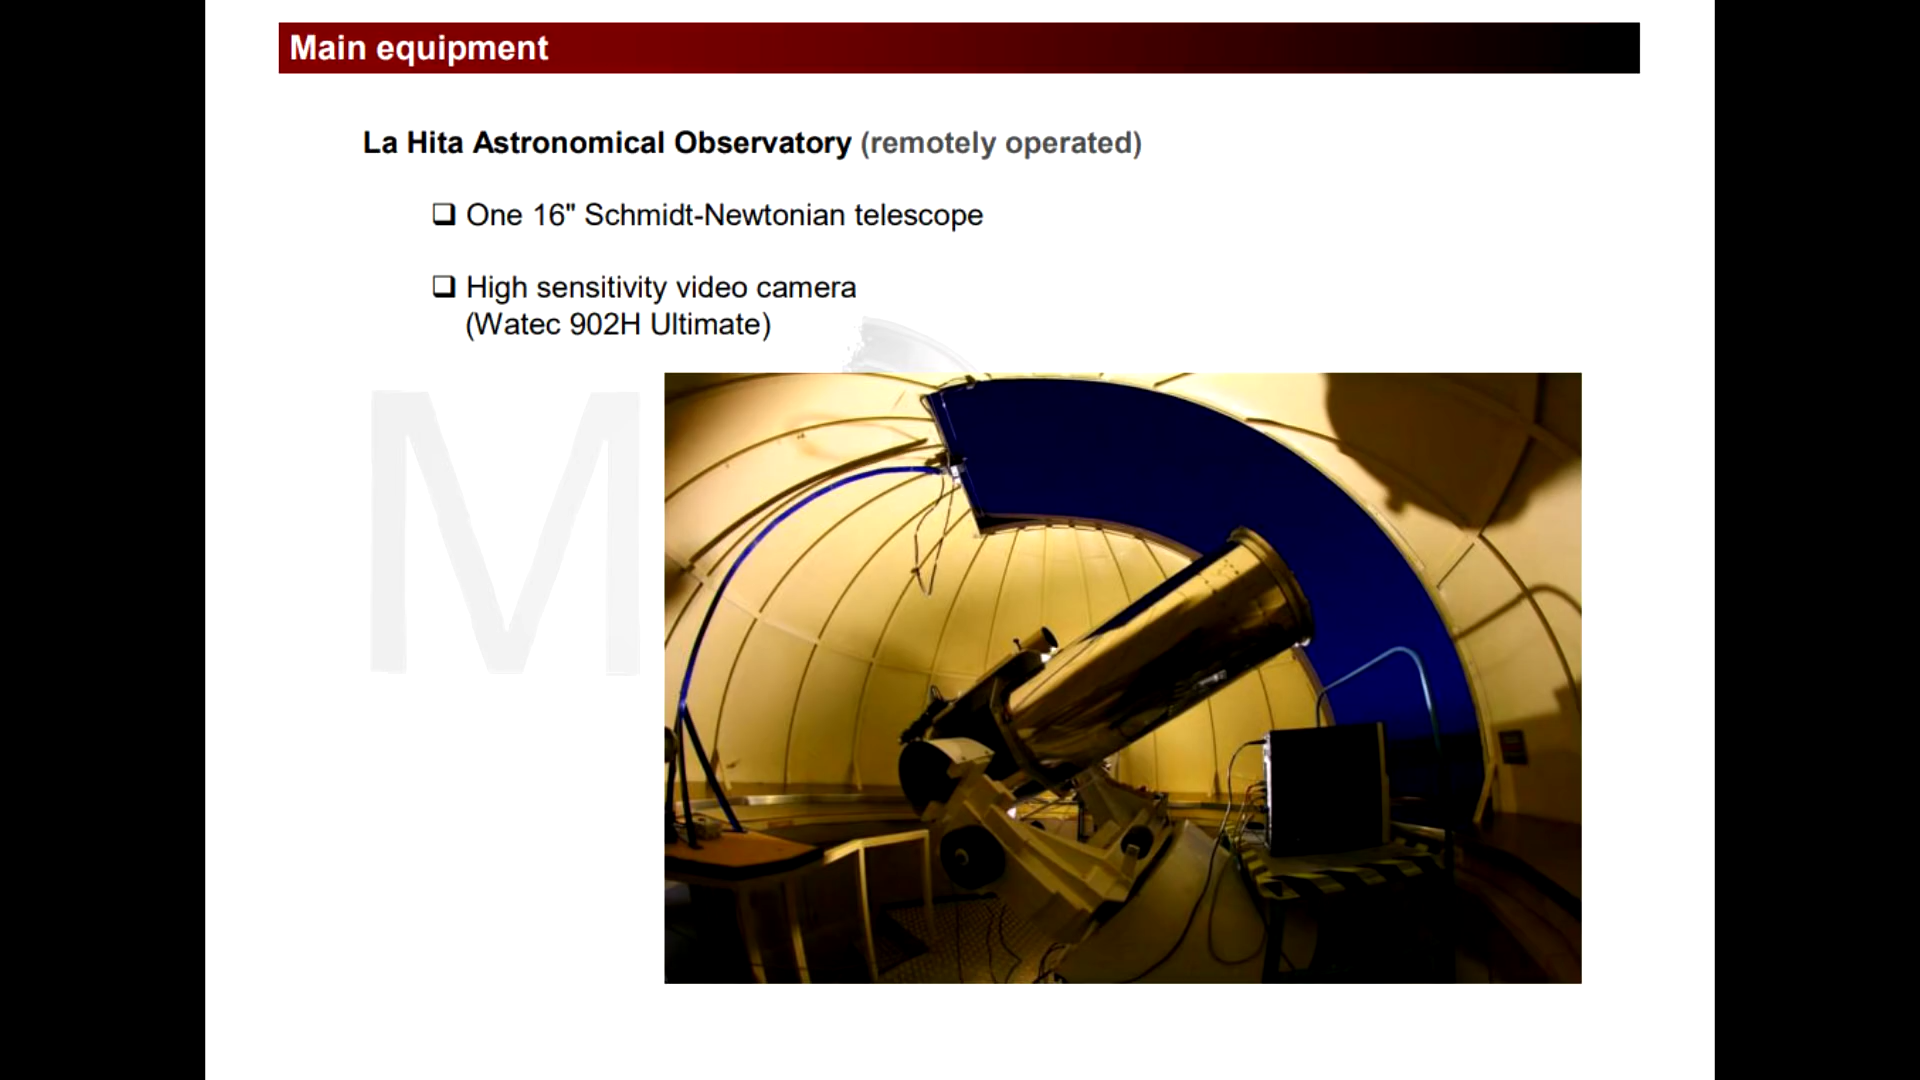 Main equipment
La Hita Astronomical Observatory (remotely operated)
❑ One 16" Schmidt-Newtonian telescope
❑ High sensitivity video camera
(Watec 902H Ultimate)
M